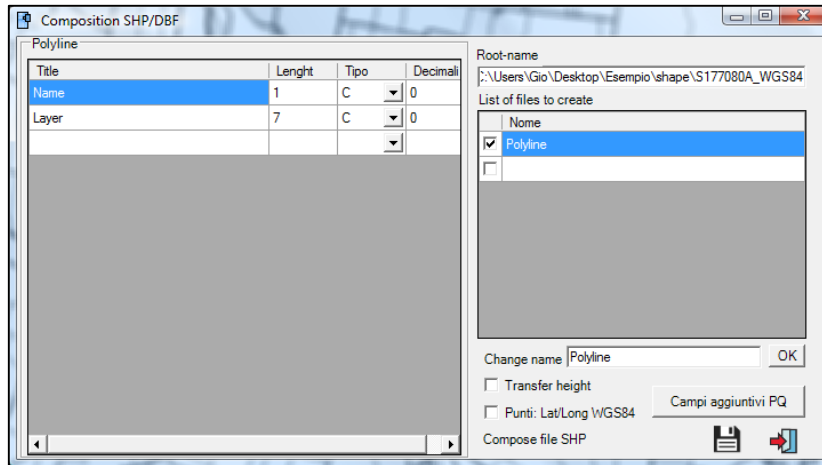 Composition SHP/DBF
Polyline
Title Lenght Tipo Decimali
Name 1 C 0
Layer 7 C 0
Root-name
:\Users\Gio\Desktop\Esempio\shape\S177080A_WGS84
List of files to create
Nome
Polyline
Change name Polyline OK
Transfer height
Punti: Lat/Long WGS84
Campi aggiuntivi PQ
Compose file SHP